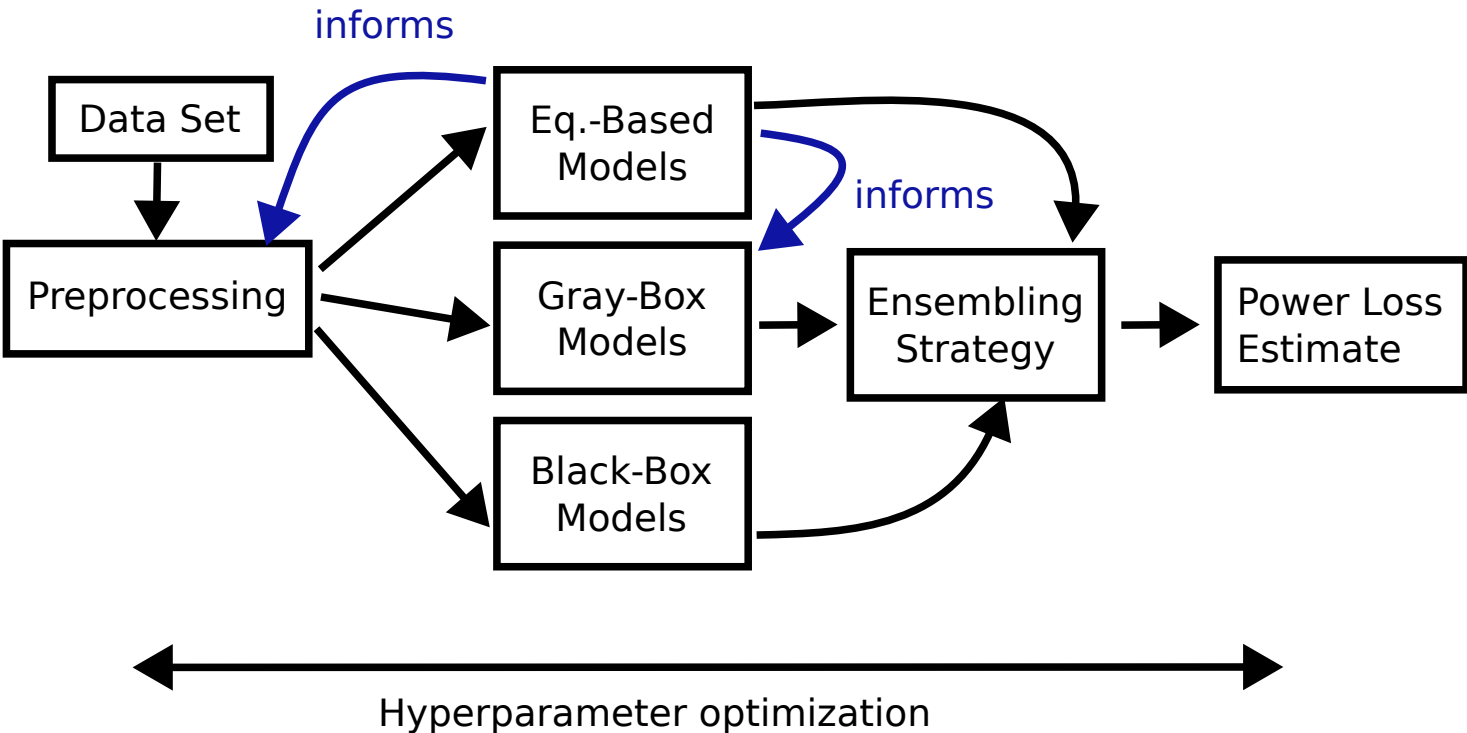 informs
Data Set
Eq.-Based
Models
informs
Preprocessing
Gray-Box
Models
Ensembling
Strategy
Power Loss
Estimate
Black-Box
Models
Hyperparameter optimization